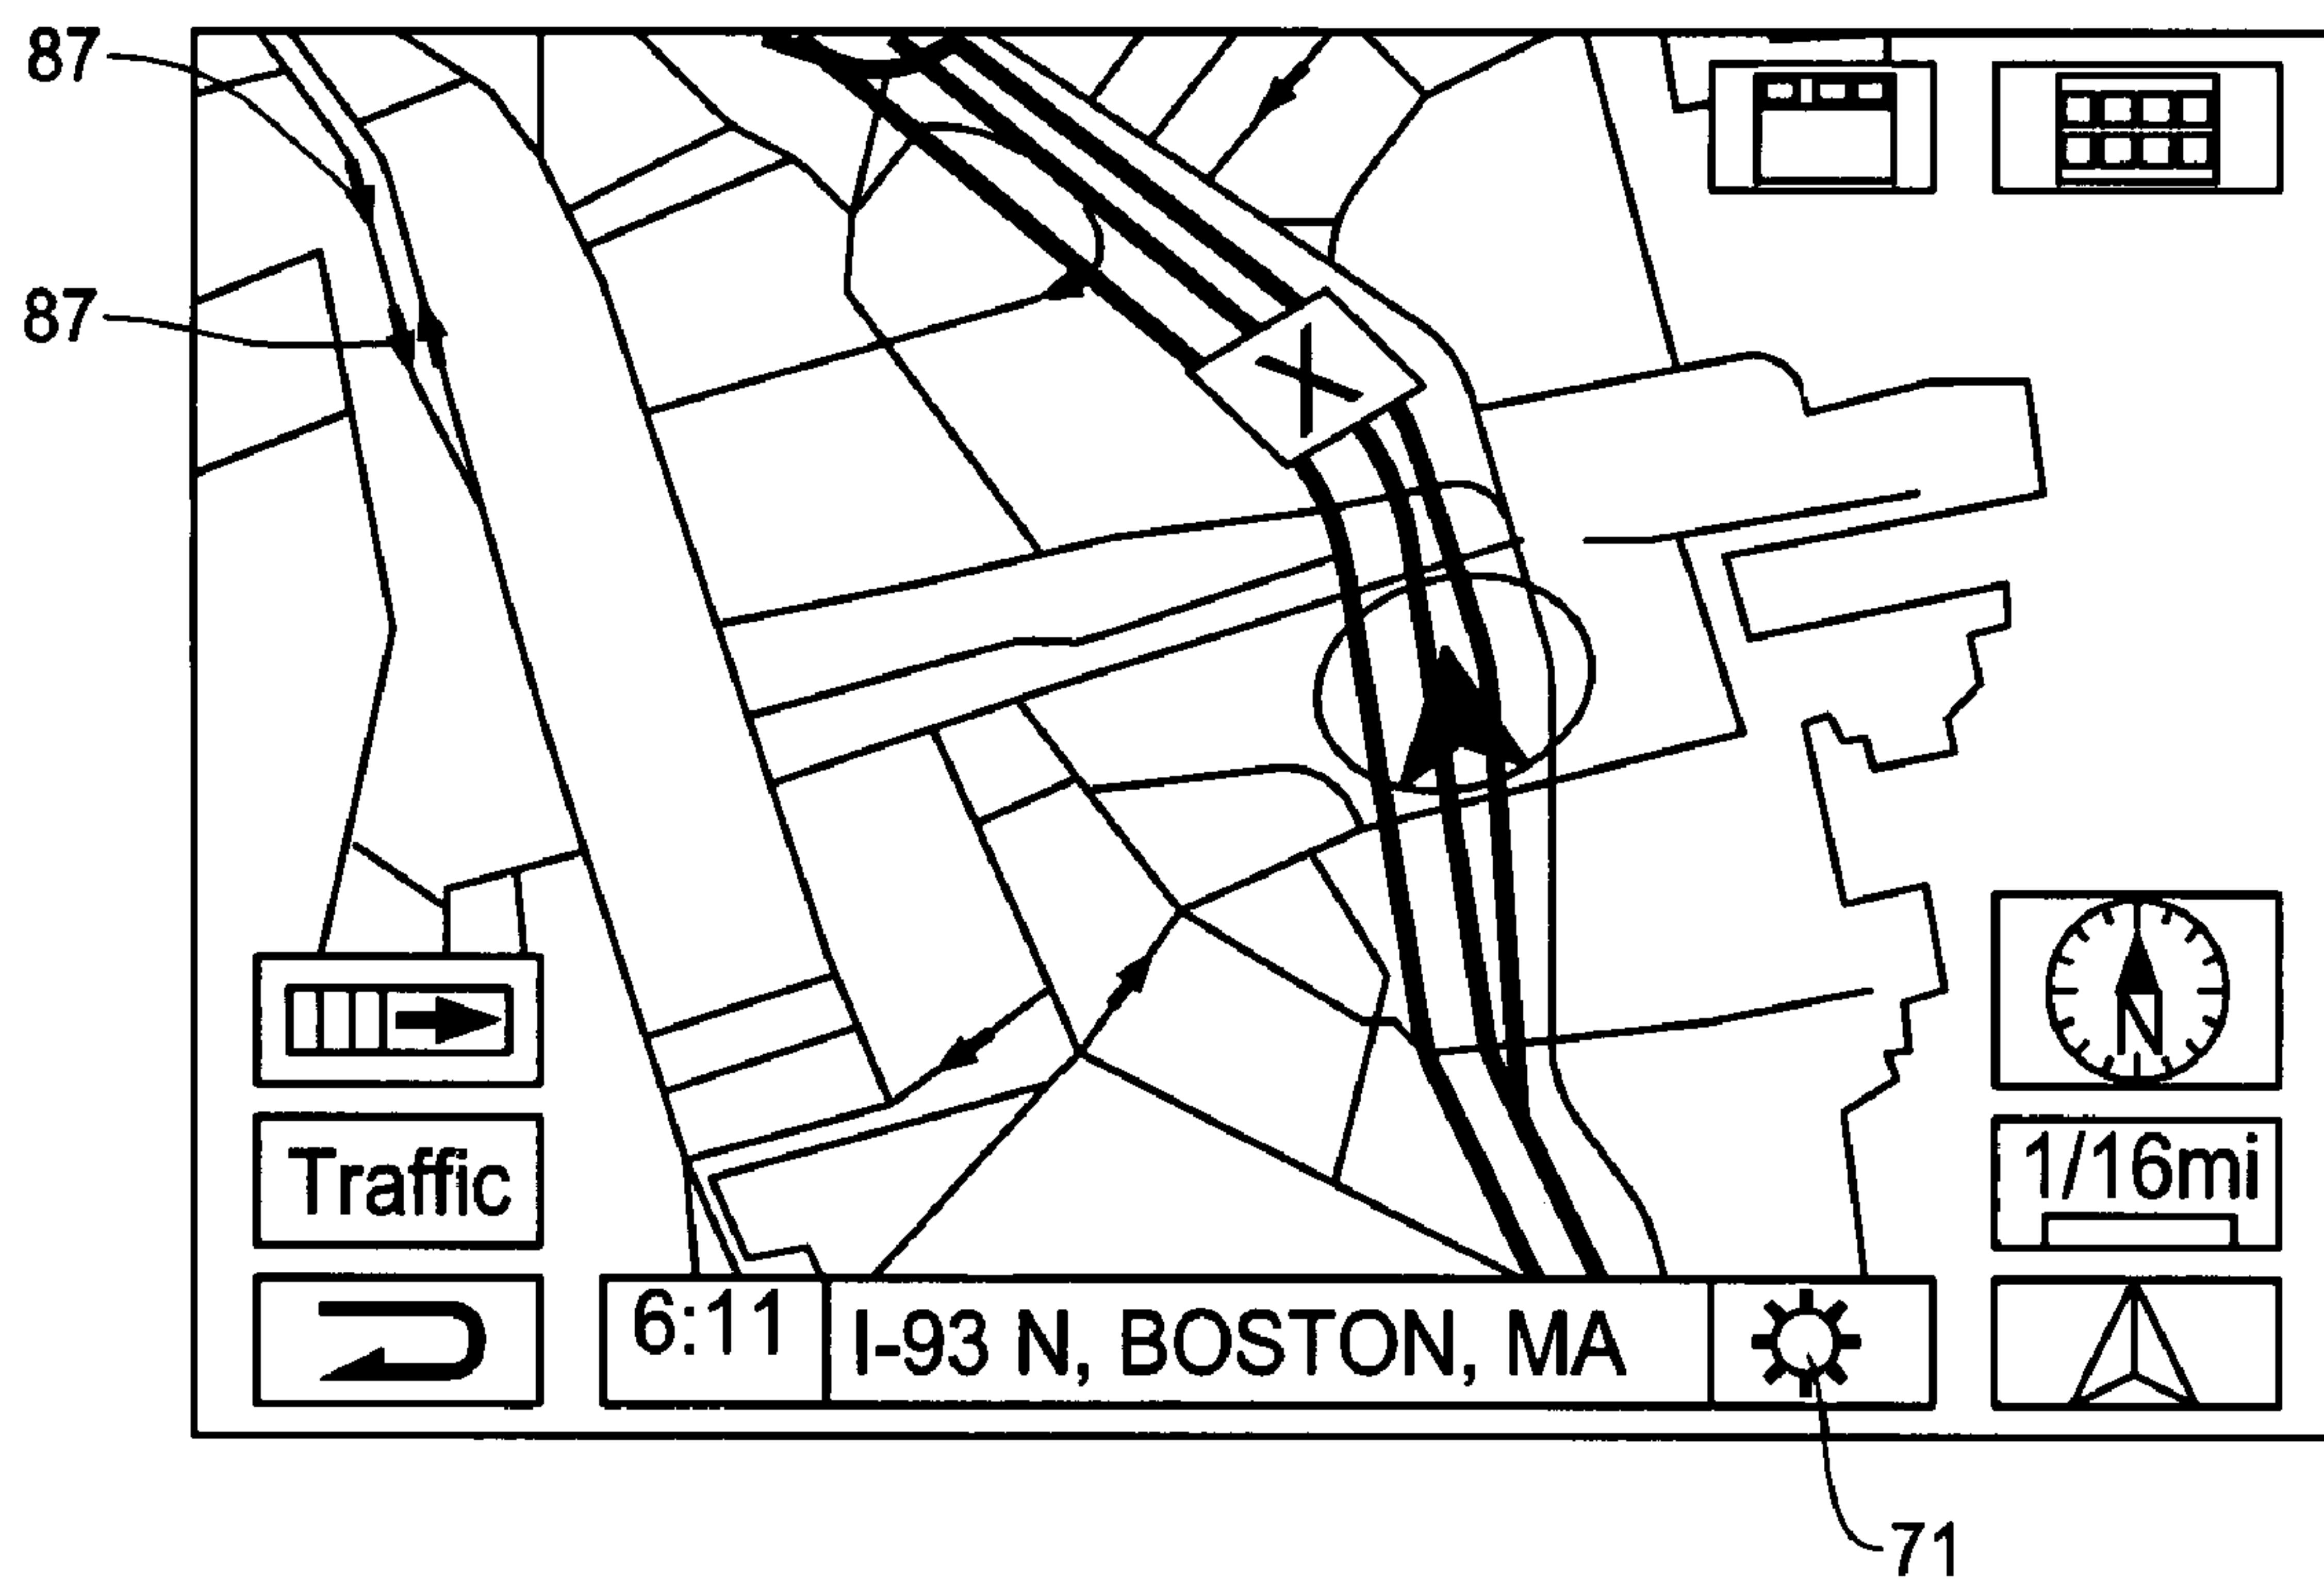 87
87
N
Traffic
1/16mi
6:11
I-93 N, BOSTON, MA
71